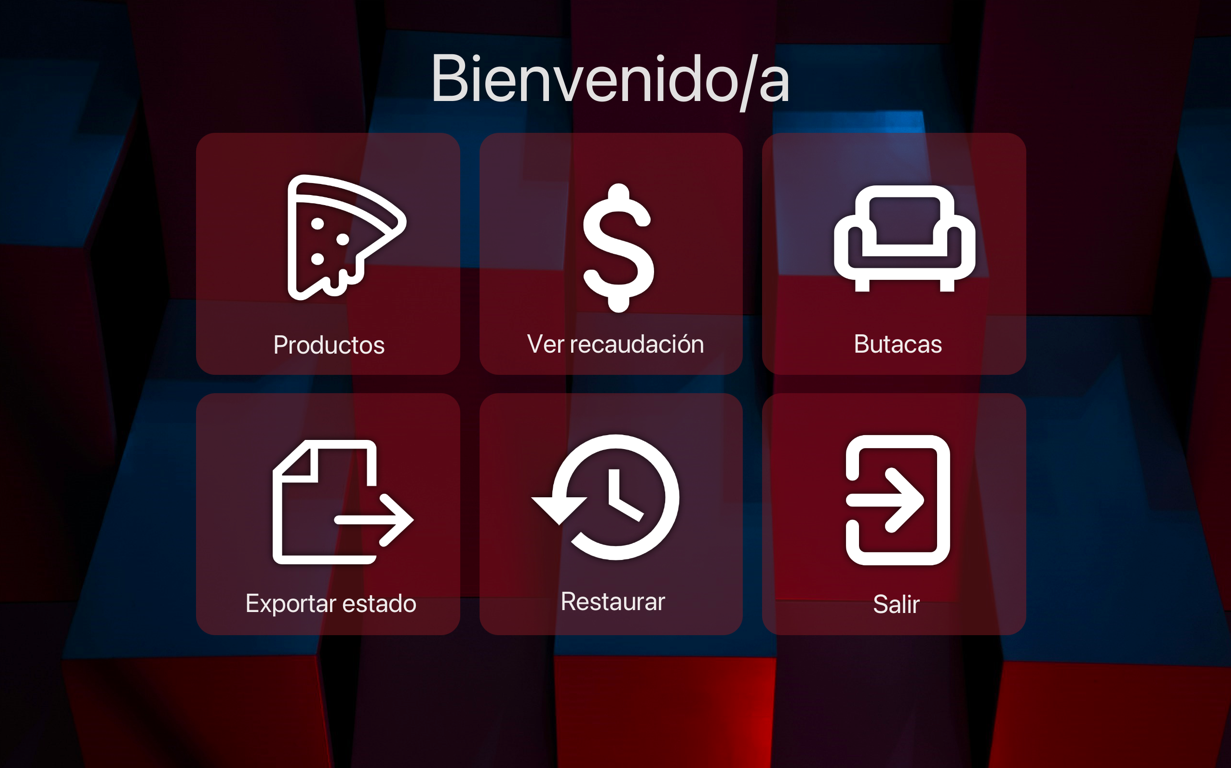 Bienvenido/a
Productos
Ver recaudación
Butacas
Exportar estado
Restaurar
Salir